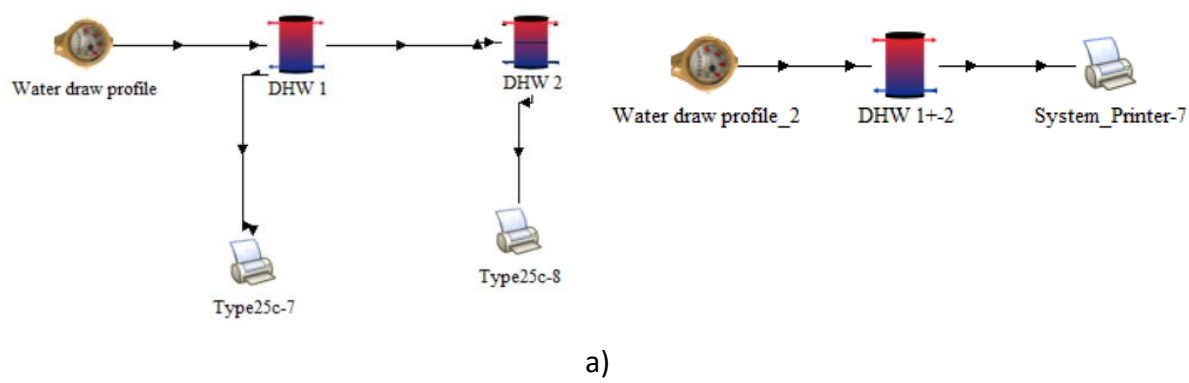 Water draw profile
DHW 1
DHW 2
Type25c-7
Type25c-8
Water draw profile_2
DHW 1+-2
System_Printer-7
a)